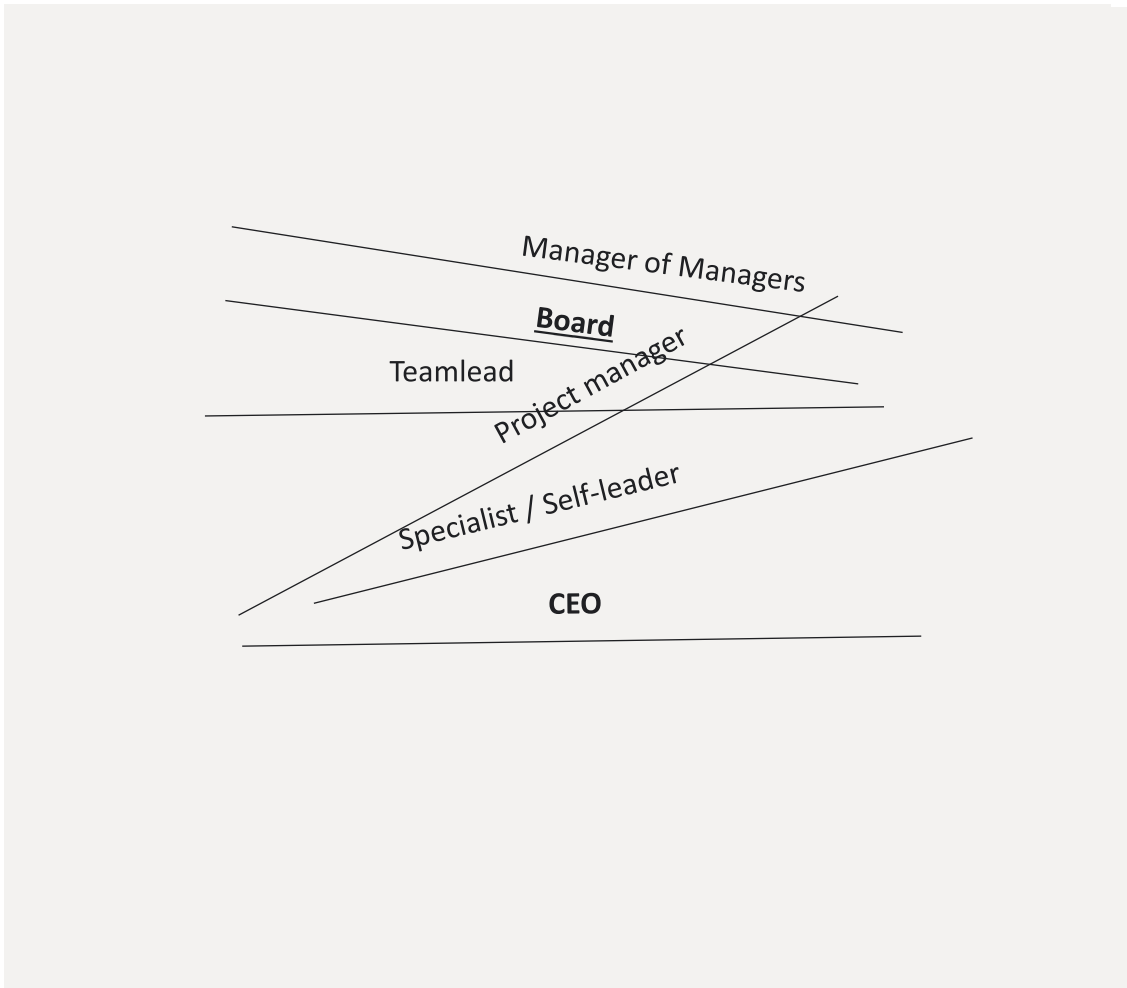 Manager of Managers
Board
Teamlead
Project manager
Specialist / Self-leader
CEO